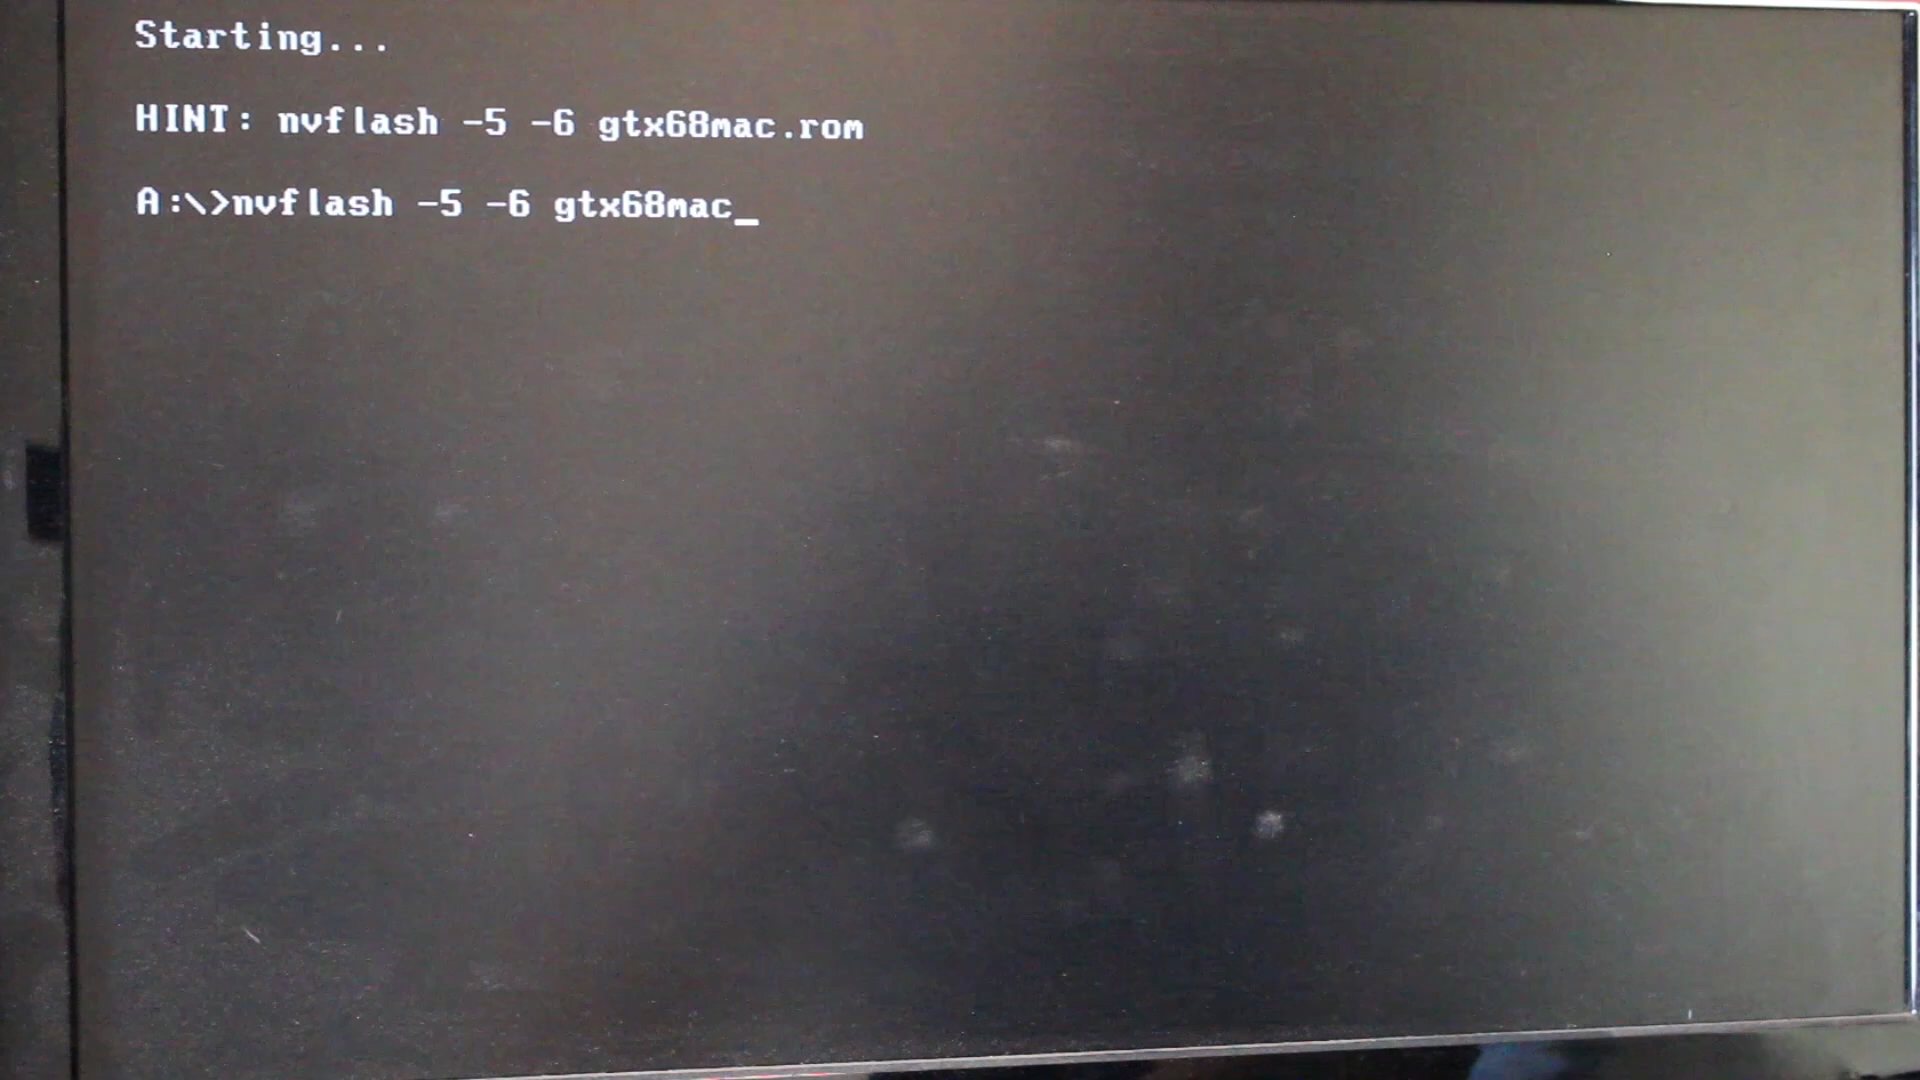 Starting...
HINT: nvflash -5 -6 gtx68mac.rom
A:\>nvflash -5 -6 gtx68mac_